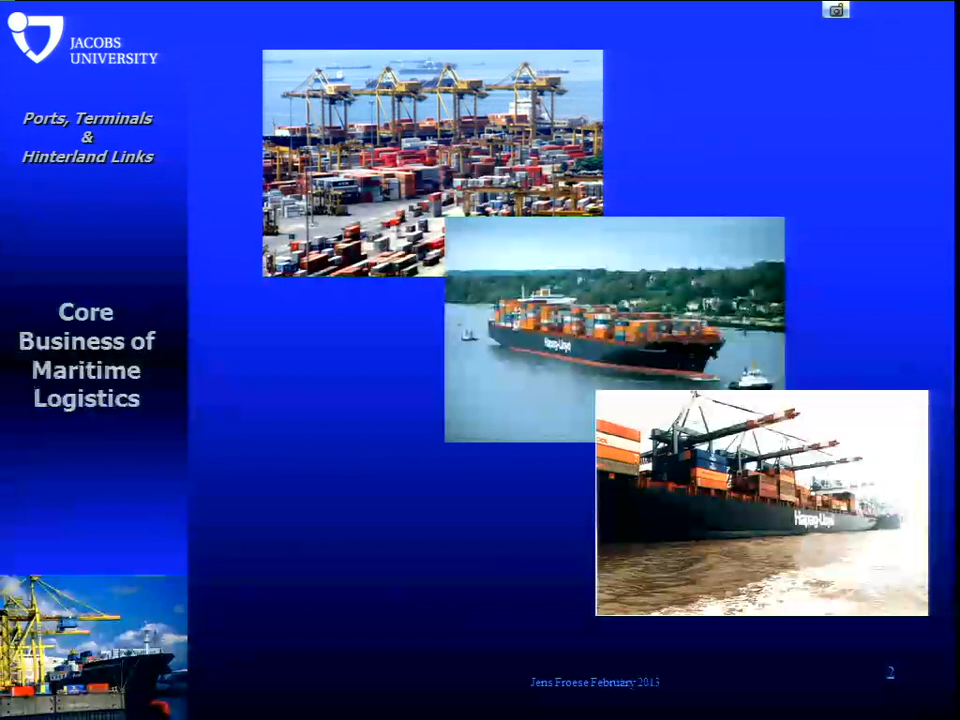 JACOBS
UNIVERSITY
Ports, Terminals
&
Hinterland Links
Core
Business of
Maritime
Logistics
Hapag-Lloyd
Hapag-Lloyd
Jens Froese February 2013
2